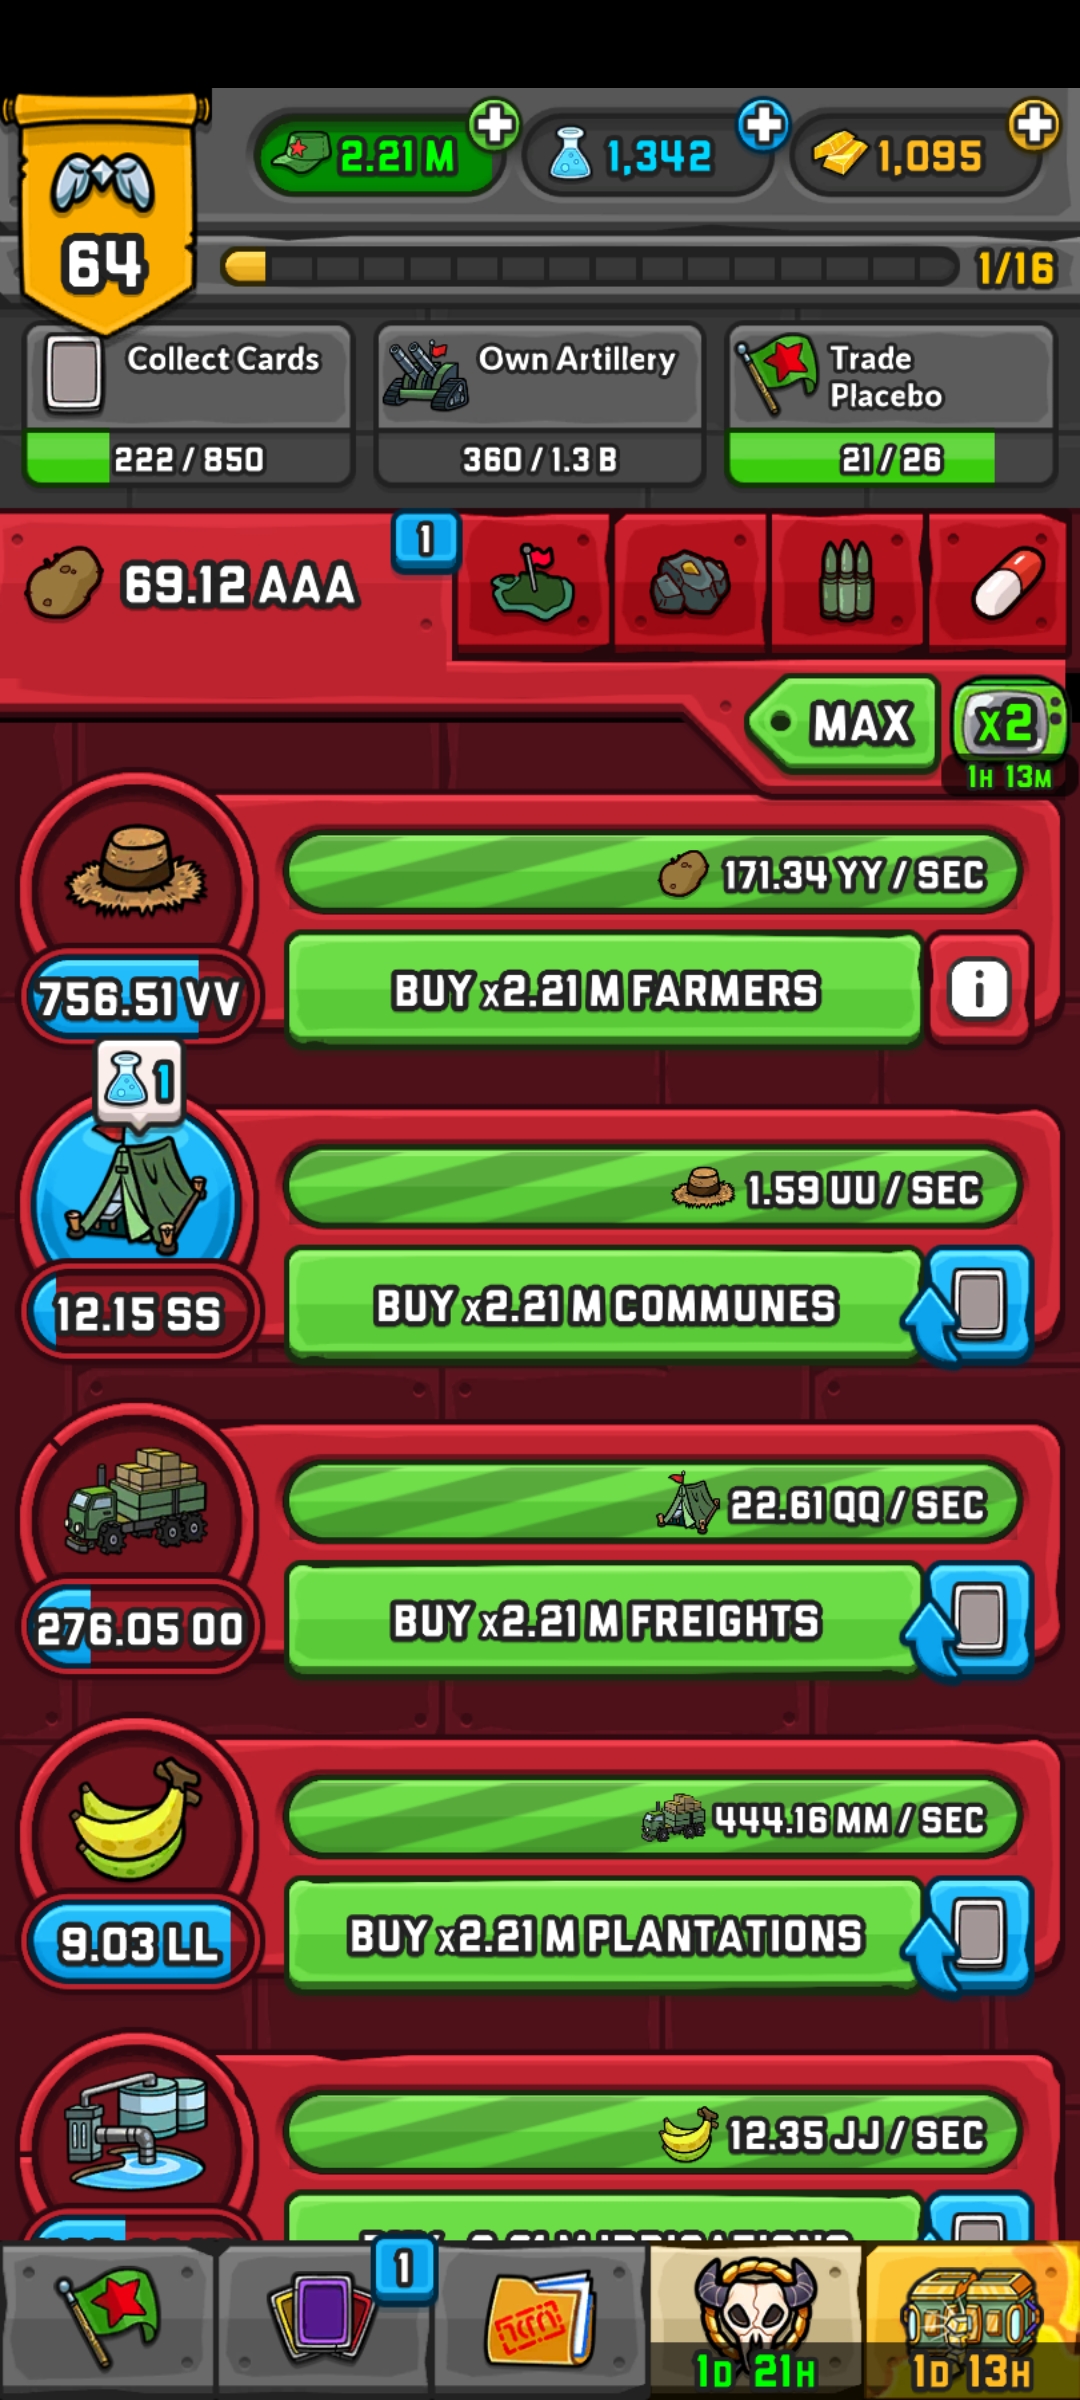 2.21 M
1,342
1,095
64
1/16
Collect Cards
222 / 850
Own Artillery
360 / 1.3 B
Trade
Placebo
21 / 26
69.12 AAA
1
MAX
x2
1H 13M
171.34 YY / SEC
756.51 VV
BUY x2.21 M FARMERS
i
1
1.59 UU / SEC
12.15 SS
BUY x2.21 M COMMUNES
22.61 QQ / SEC
276.05 OO
BUY x2.21 M FREIGHTS
444.16 MM / SEC
9.03 LL
BUY x2.21 M PLANTATIONS
12.35 JJ / SEC
1
1D 21H
1D 13H